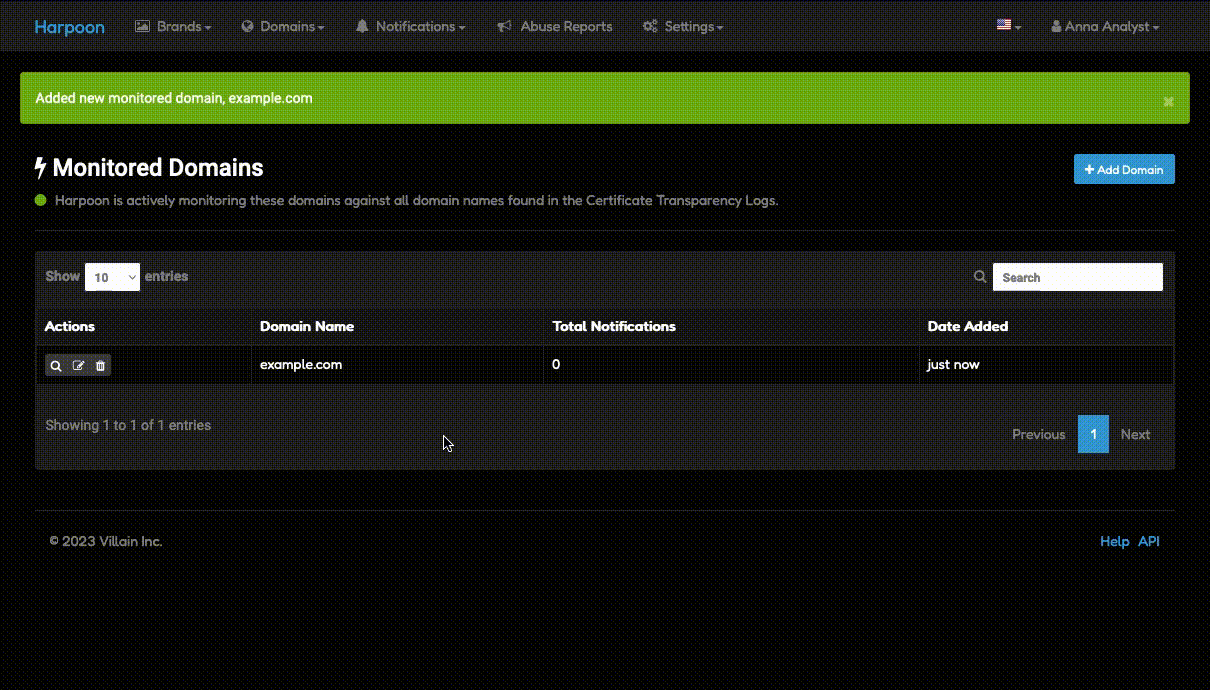 Harpoon Brands Domains Notifications Abuse Reports Settings Anna Analyst
Added new monitored domain, example.com
Monitored Domains
+ Add Domain
Harpoon is actively monitoring these domains against all domain names found in the Certificate Transparency Logs.
Show 10 entries Search
Actions Domain Name Total Notifications Date Added
example.com 0 just now
Showing 1 to 1 of 1 entries
Previous 1 Next
© 2023 Villain Inc. Help API